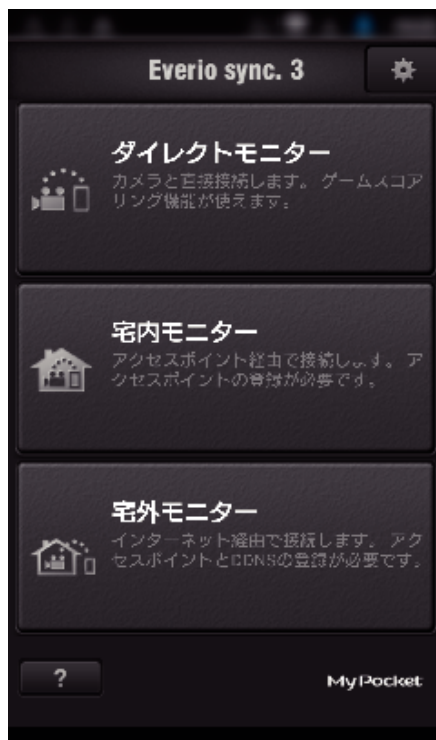 Everio sync. 3
ダイレクトモニター
カメラと直接接続します。 ゲームスコア
リング機能が使えます。
宅内モニター
アクセスポイント経由で接続します。 ア
クセスポイントの登録が必要です。
宅外モニター
インターネット経由で接続します。 アク
セスポイントとDDNSの登録が必要です。
?
My Pocket